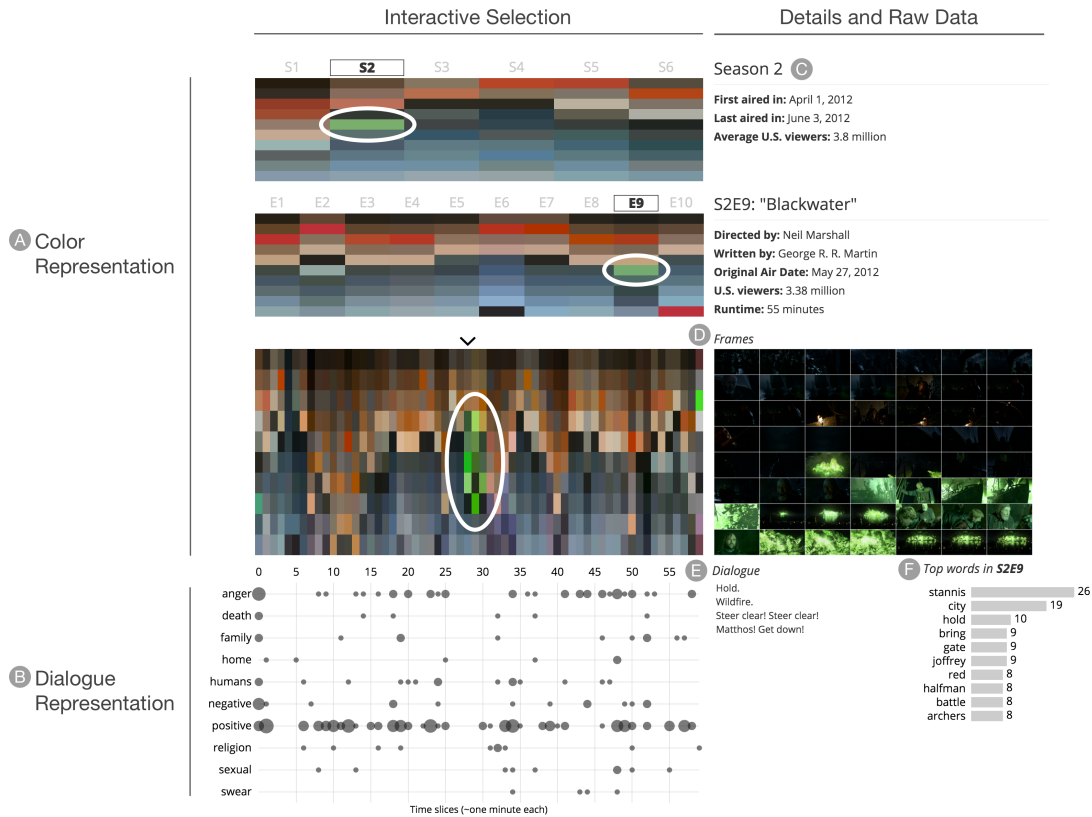 Interactive Selection
Details and Raw Data
S1 S2 S3 S4 S5 S6
Season 2 C
First aired in: April 1, 2012
Last aired in: June 3, 2012
Average U.S. viewers: 3.8 million
E1 E2 E3 E4 E5 E6 E7 E8 E9 E10
S2E9: "Blackwater"
Directed by: Neil Marshall
Written by: George R. R. Martin
Original Air Date: May 27, 2012
U.S. viewers: 3.38 million
Runtime: 55 minutes
A Color
Representation
D Frames
0 5 10 15 20 25 30 35 40 45 50 55
anger
death
family
home
humans
negative
positive
religion
sexual
swear
Time slices (~one minute each)
B Dialogue
Representation
E Dialogue
Hold.
Wildfire.
Steer clear! Steer clear!
Matthos! Get down!
F Top words in S2E9
stannis 26
city 19
hold 10
bring 9
gate 9
joffrey 9
red 8
halfman 8
battle 8
archers 8